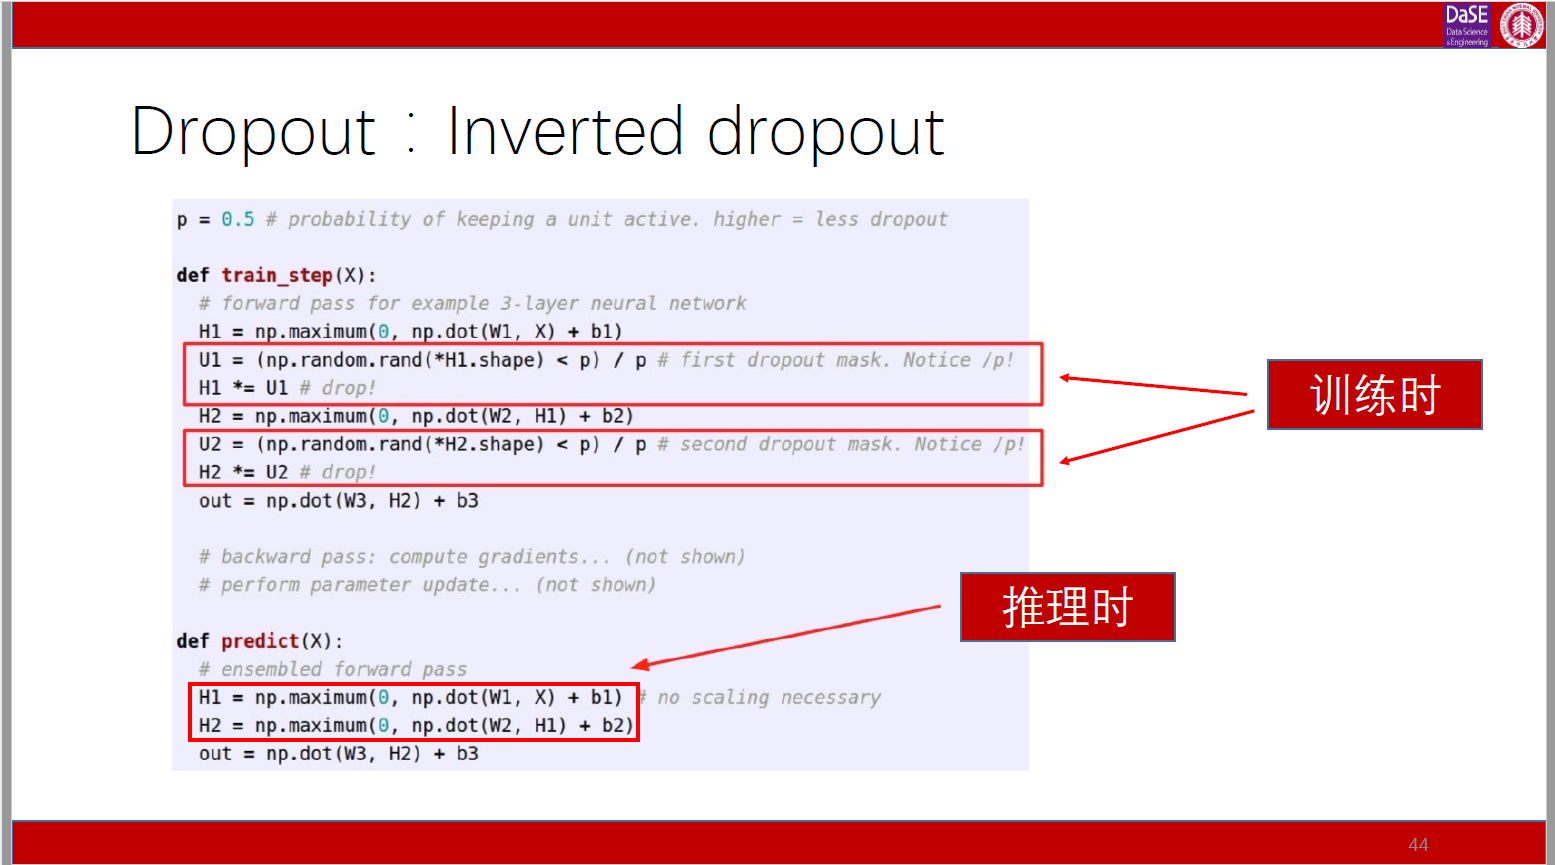 DaSE
Data Science
& Engineering
Dropout：Inverted dropout
p = 0.5 # probability of keeping a unit active. higher = less dropout
def train_step(X):
# forward pass for example 3-layer neural network
H1 = np.maximum(0, np.dot(W1, X) + b1)
U1 = (np.random.rand(*H1.shape) < p) / p # first dropout mask. Notice /p!
H1 *= U1 # drop!
H2 = np.maximum(0, np.dot(W2, H1) + b2)
U2 = (np.random.rand(*H2.shape) < p) / p # second dropout mask. Notice /p!
H2 *= U2 # drop!
out = np.dot(W3, H2) + b3
训练时
# backward pass: compute gradients... (not shown)
# perform parameter update... (not shown)
推理时
def predict(X):
# ensembled forward pass
H1 = np.maximum(0, np.dot(W1, X) + b1) # no scaling necessary
H2 = np.maximum(0, np.dot(W2, H1) + b2)
out = np.dot(W3, H2) + b3
44